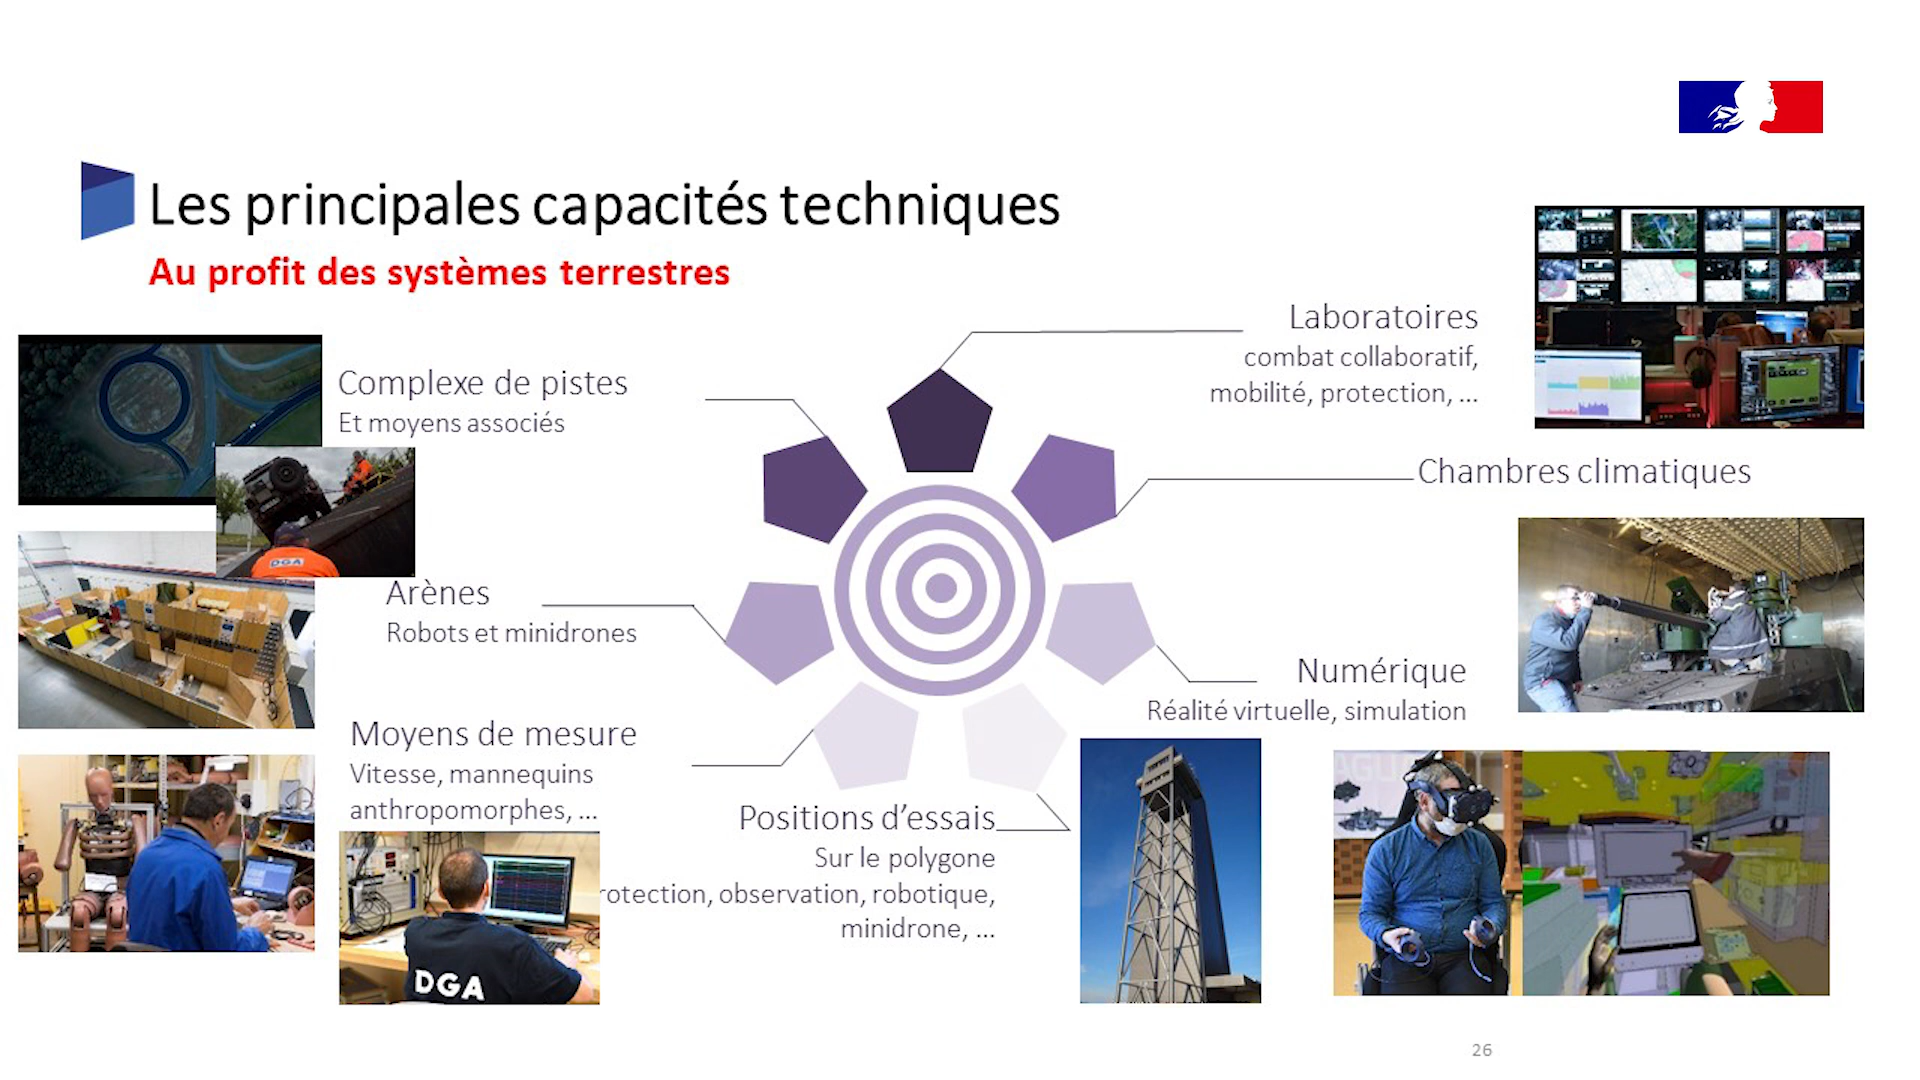 Les principales capacités techniques
Au profit des systèmes terrestres
Laboratoires
combat collaboratif,
mobilité, protection, ...
Complexe de pistes
Et moyens associés
Chambres climatiques
DGA
Arènes
Robots et minidrones
Numérique
Réalité virtuelle, simulation
Moyens de mesure
Vitesse, mannequins
anthropomorphes, ...
Positions d’essais
Sur le polygone
rotection, observation, robotique,
minidrone, ...
DGA
26